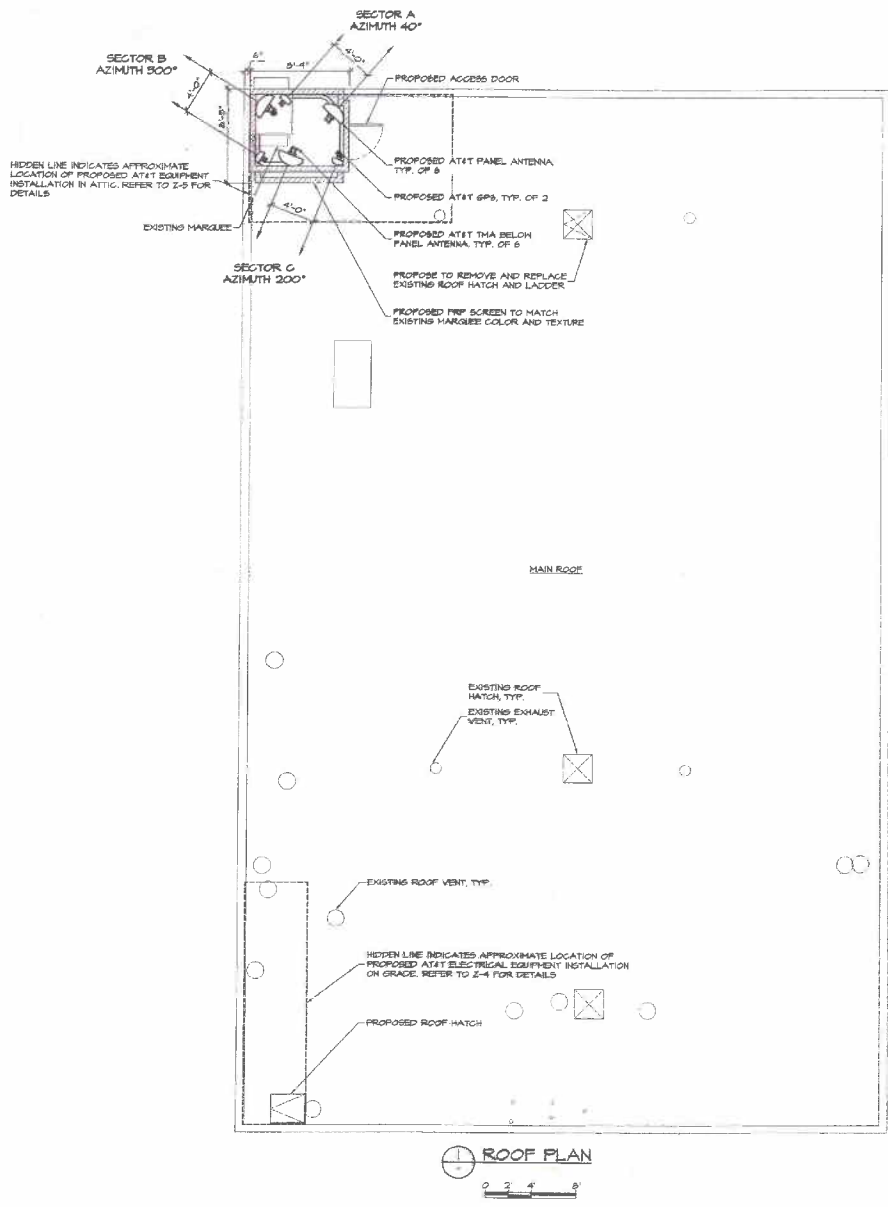 SECTOR A
AZIMUTH 40°
SECTOR B
AZIMUTH 300°
6"
8'-4"
4'-0"
4'-0"
PROPOSED ACCESS DOOR
HIDDEN LINE INDICATES APPROXIMATE
LOCATION OF PROPOSED AT&T EQUIPMENT
INSTALLATION IN ATTIC. REFER TO Z-5 FOR
DETAILS
PROPOSED AT&T PANEL ANTENNA,
TYP. OF 8
PROPOSED AT&T GPS, TYP. OF 2
EXISTING MARQUEE
4'-0"
PROPOSED AT&T TMA BELOW
PANEL ANTENNA, TYP. OF 6
SECTOR C
AZIMUTH 200°
PROPOSE TO REMOVE AND REPLACE
EXISTING ROOF HATCH AND LADDER
PROPOSED FRP SCREEN TO MATCH
EXISTING MARQUEE COLOR AND TEXTURE
MAIN ROOF
EXISTING ROOF
HATCH, TYP.
EXISTING EXHAUST
VENT, TYP.
EXISTING ROOF VENT, TYP.
HIDDEN LINE INDICATES APPROXIMATE LOCATION OF
PROPOSED AT&T ELECTRICAL EQUIPMENT INSTALLATION
ON GRADE. REFER TO Z-4 FOR DETAILS
PROPOSED ROOF HATCH
1
ROOF PLAN
0 2' 4' 8'